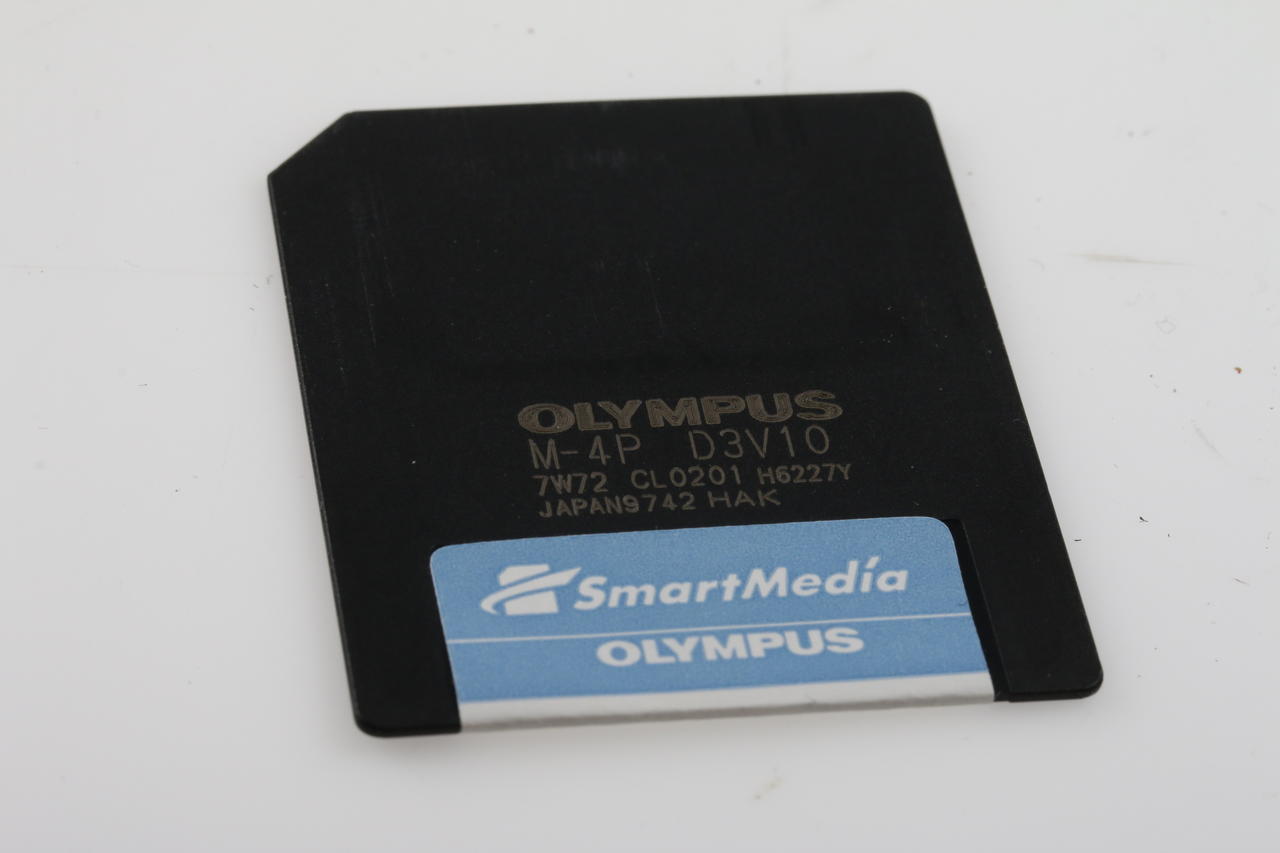 OLYMPUS
M-4P D3V10
7W72 CL0201 H6227Y
JAPAN9742 HAK
SmartMedia
OLYMPUS